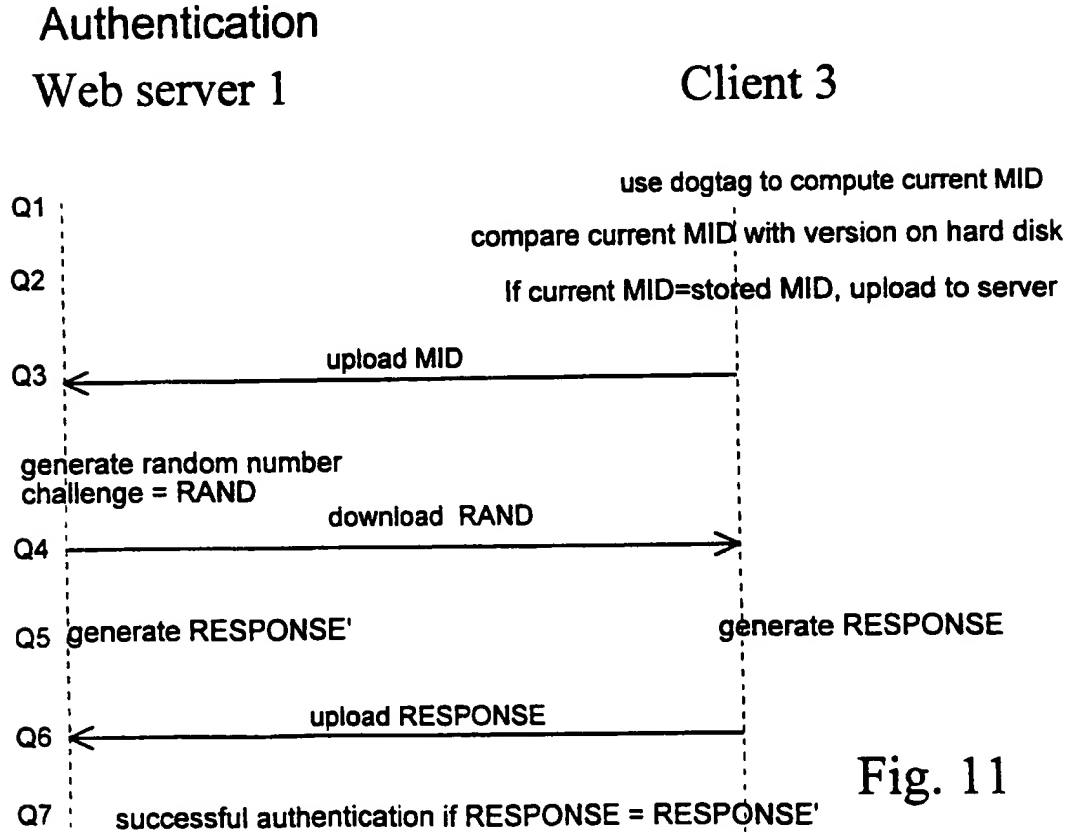 Authentication
Web server 1
Client 3
use dogtag to compute current MID
Q1
compare current MID with version on hard disk
Q2
If current MID=stored MID, upload to server
upload MID
Q3
generate random number
challenge = RAND
download RAND
Q4
Q5
generate RESPONSE'
generate RESPONSE
upload RESPONSE
Q6
Fig. 11
Q7
successful authentication if RESPONSE = RESPONSE'